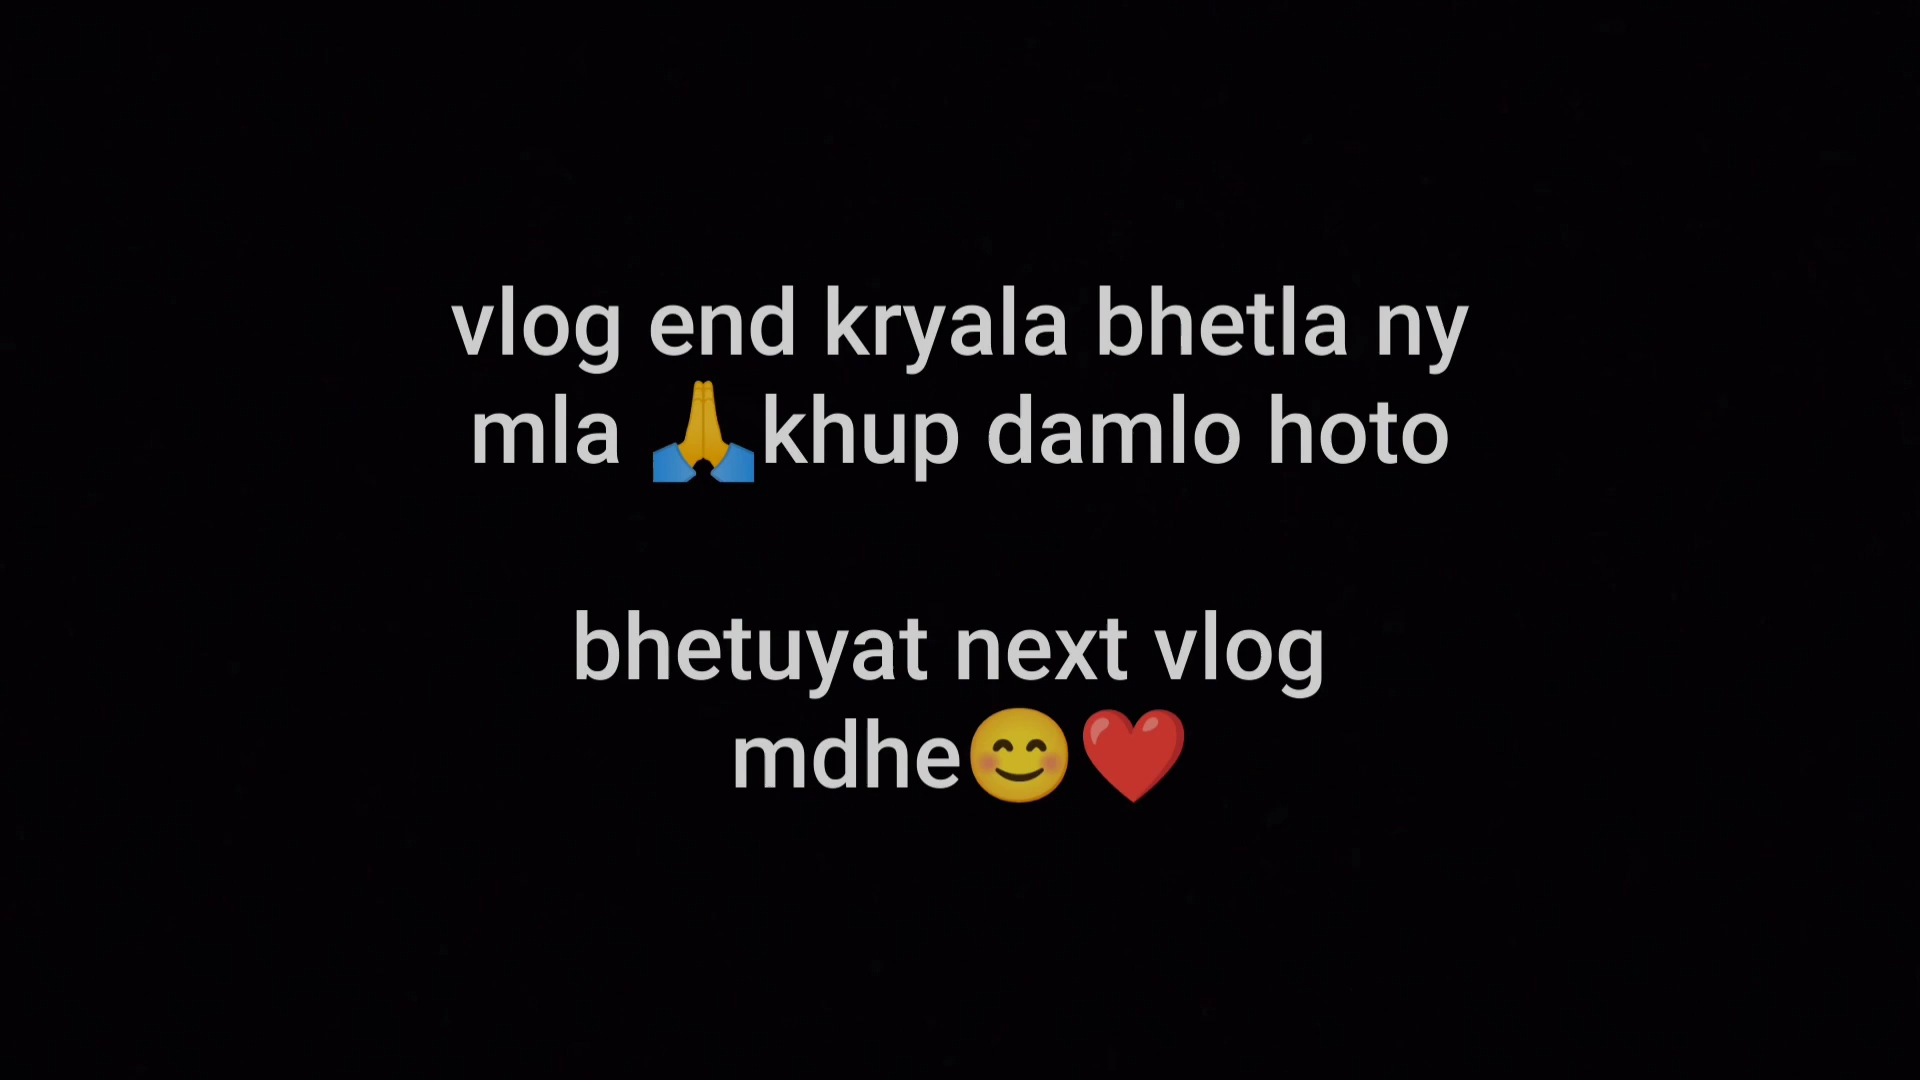 vlog end kryala bhetla ny
mla 🙏khup damlo hoto
bhetuyat next vlog
mdhe😊❤️